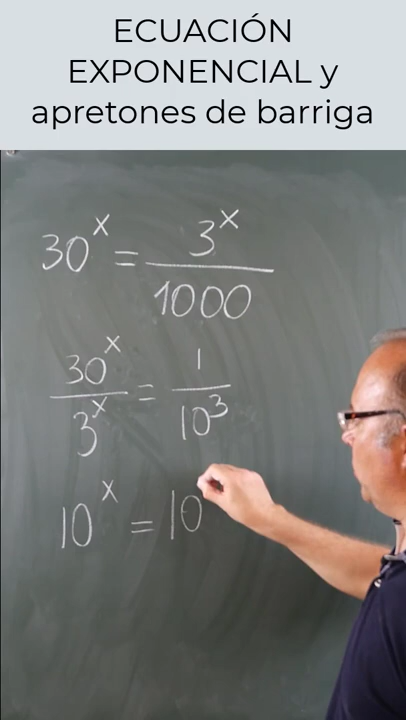 ECUACIÓN
EXPONENCIAL y
apretones de barriga
30^x = 3^x / 1000
30^x / 3^x = 1 / 10^3
10^x = 10